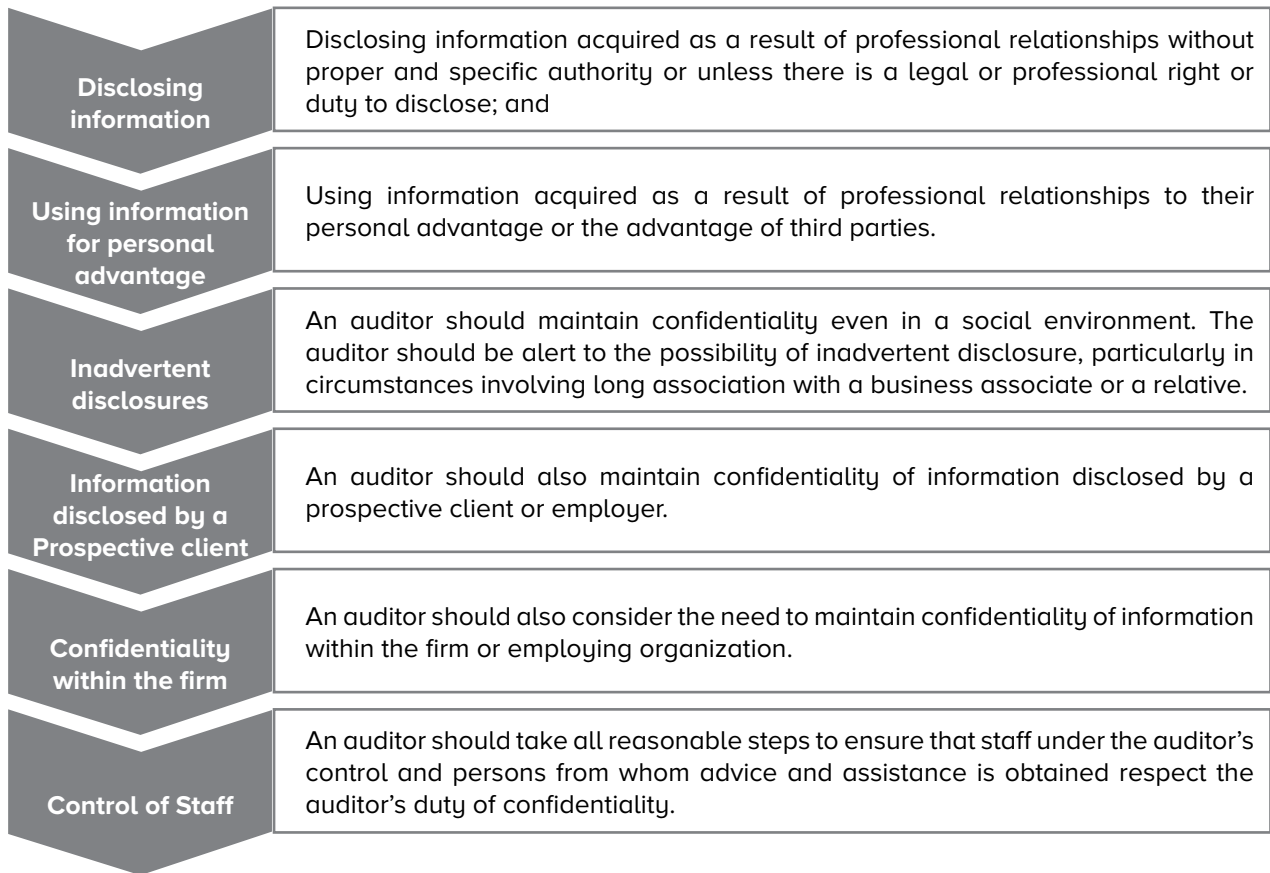 Disclosing
information
Disclosing information acquired as a result of professional relationships without
proper and specific authority or unless there is a legal or professional right or
duty to disclose; and
Using information
for personal
advantage
Using information acquired as a result of professional relationships to their
personal advantage or the advantage of third parties.
Inadvertent
disclosures
An auditor should maintain confidentiality even in a social environment. The
auditor should be alert to the possibility of inadvertent disclosure, particularly in
circumstances involving long association with a business associate or a relative.
Information
disclosed by a
Prospective client
An auditor should also maintain confidentiality of information disclosed by a
prospective client or employer.
Confidentiality
within the firm
An auditor should also consider the need to maintain confidentiality of information
within the firm or employing organization.
Control of Staff
An auditor should take all reasonable steps to ensure that staff under the auditor's
control and persons from whom advice and assistance is obtained respect the
auditor's duty of confidentiality.